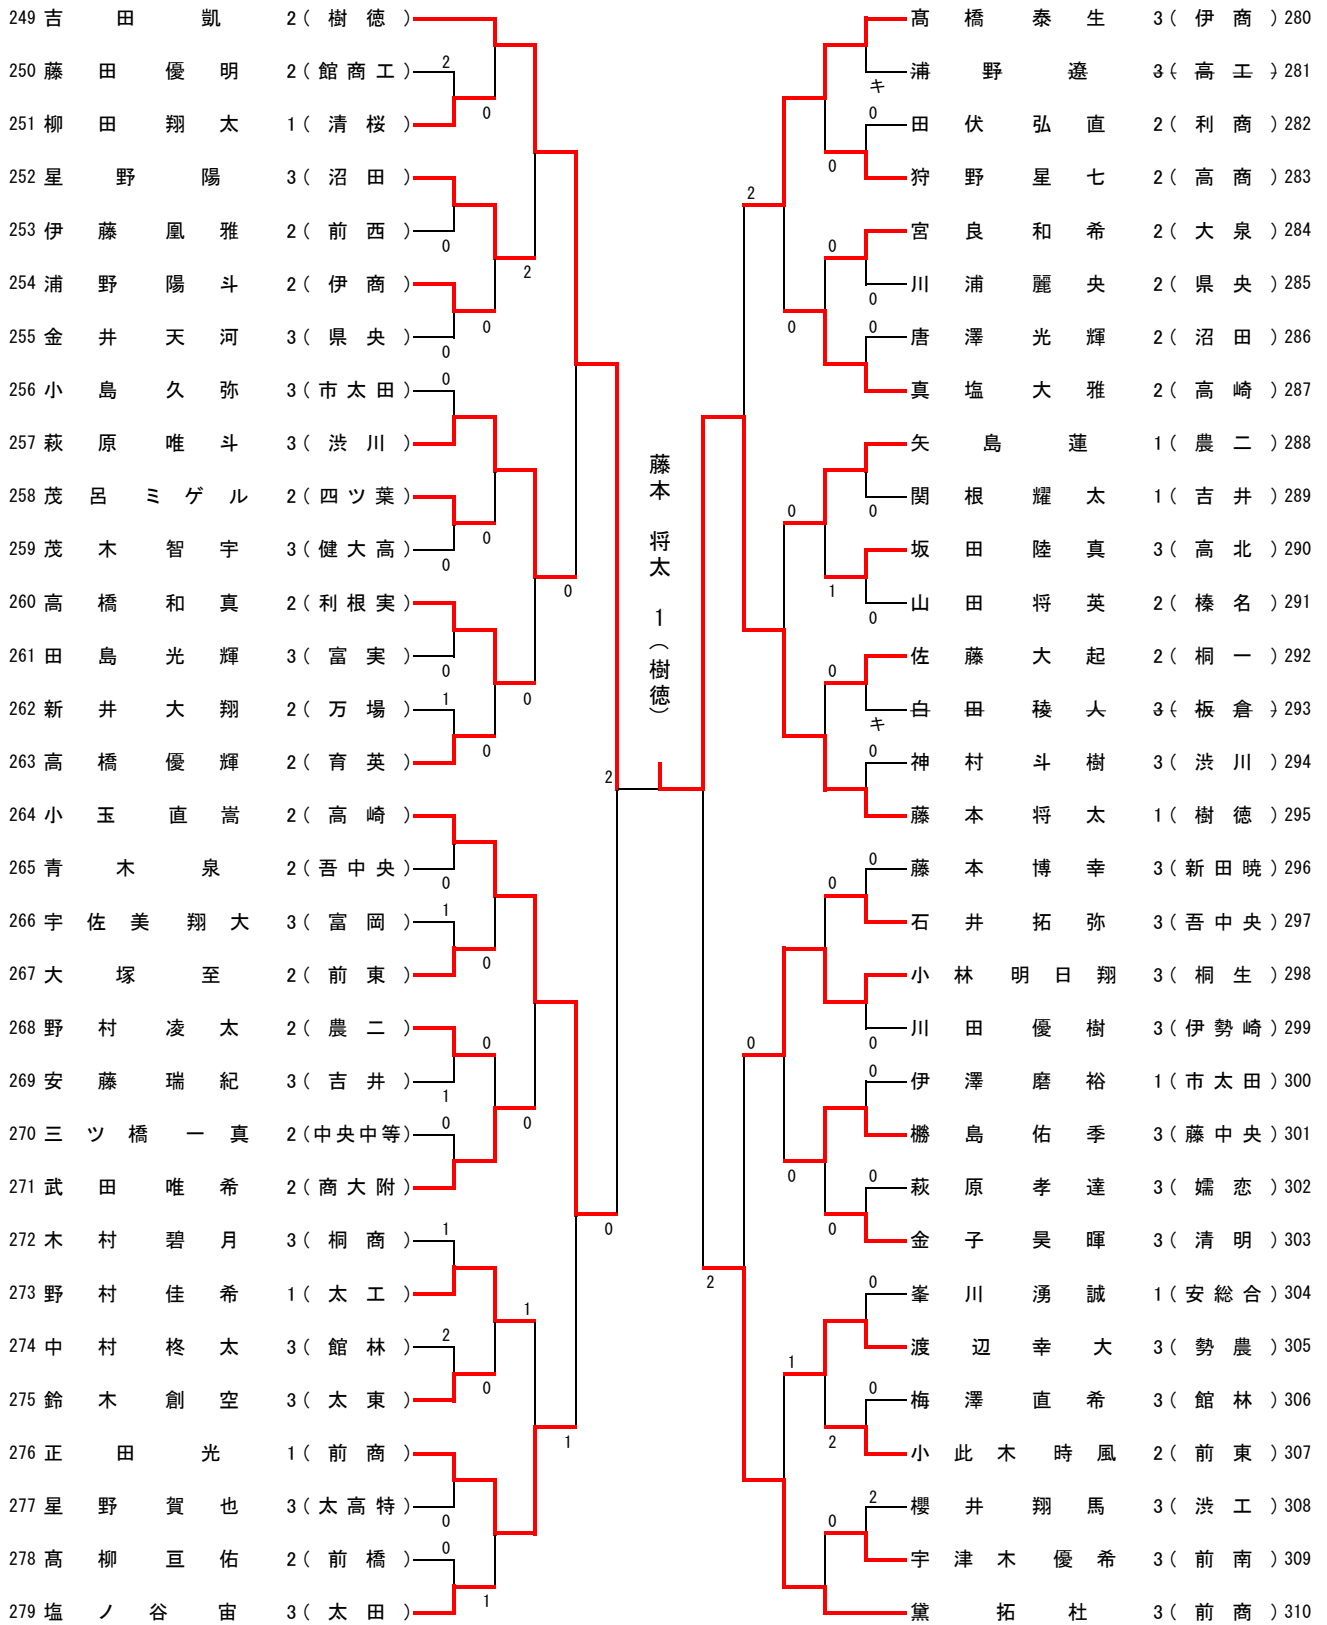 249 吉田凱 2(樹徳)
250 藤田優明 2(館商工) 2
0
251 柳田翔太 1(清桜)
252 星野陽 3(沼田)
253 伊藤凰雅 2(前西) 0
2
254 浦野陽斗 2(伊商)
0
255 金井天河 3(県央) 0
256 小島久弥 3(市太田) 0
257 萩原唯斗 3(渋川)
258 茂呂ミゲル 2(四ツ葉)
0
259 茂木智宇 3(健大高) 0
0
260 高橋和真 2(利根実)
261 田島光輝 3(富実) 0
0
262 新井大翔 2(万場) 1
0
263 高橋優輝 2(育英)
2
264 小玉直嵩 2(高崎)
265 青木泉 2(吾中央) 0
266 宇佐美翔大 3(富岡) 1
0
267 大塚至 2(前東)
268 野村凌太 2(農二)
0
269 安藤瑞紀 3(吉井) 1
270 三ツ橋一真 2(中央中等) 0
0
271 武田唯希 2(商大附)
0
272 木村碧月 3(桐商) 1
273 野村佳希 1(太工)
1
274 中村柊太 3(館林) 2
0
275 鈴木創空 3(太東)
1
276 正田光 1(前商)
277 星野賀也 3(太高特) 0
278 髙柳亘佑 2(前橋) 0
1
279 塩ノ谷宙 3(太田)
藤本 将太 1(樹徳)
髙橋泰生 3(伊商) 280
キ 浦野遼 3(高工) 281
0 田伏弘直 2(利商) 282
0
狩野星七 2(高商) 283
2
宮良和希 2(大泉) 284
0
0 川浦麗央 2(県央) 285
0
0 唐澤光輝 2(沼田) 286
真塩大雅 2(高崎) 287
矢島蓮 1(農二) 288
0 関根耀太 1(吉井) 289
0
坂田陸真 3(高北) 290
1
0 山田将英 2(榛名) 291
佐藤大起 2(桐一) 292
0
キ 白田稜人 3(板倉) 293
0 神村斗樹 3(渋川) 294
藤本将太 1(樹徳) 295
0 藤本博幸 3(新田暁) 296
0
石井拓弥 3(吾中央) 297
小林明日翔 3(桐生) 298
0 川田優樹 3(伊勢崎) 299
0
0 伊澤磨裕 1(市太田) 300
橳島佑季 3(藤中央) 301
0
0 萩原孝達 3(嬬恋) 302
0
金子昊暉 3(清明) 303
2
0 峯川湧誠 1(安総合) 304
渡辺幸大 3(勢農) 305
1
0 梅澤直希 3(館林) 306
2
小此木時風 2(前東) 307
2 櫻井翔馬 3(渋工) 308
0
宇津木優希 3(前南) 309
黛拓杜 3(前商) 310